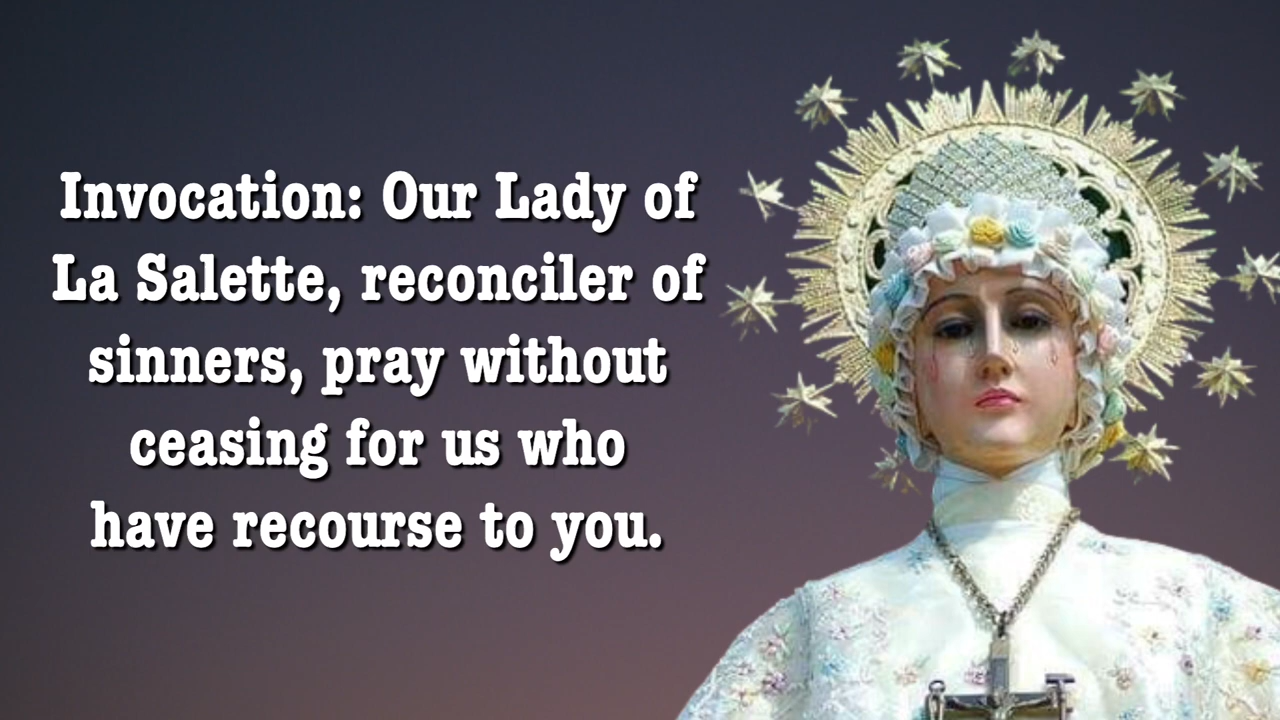 Invocation: Our Lady of
La Salette, reconciler of
sinners, pray without
ceasing for us who
have recourse to you.